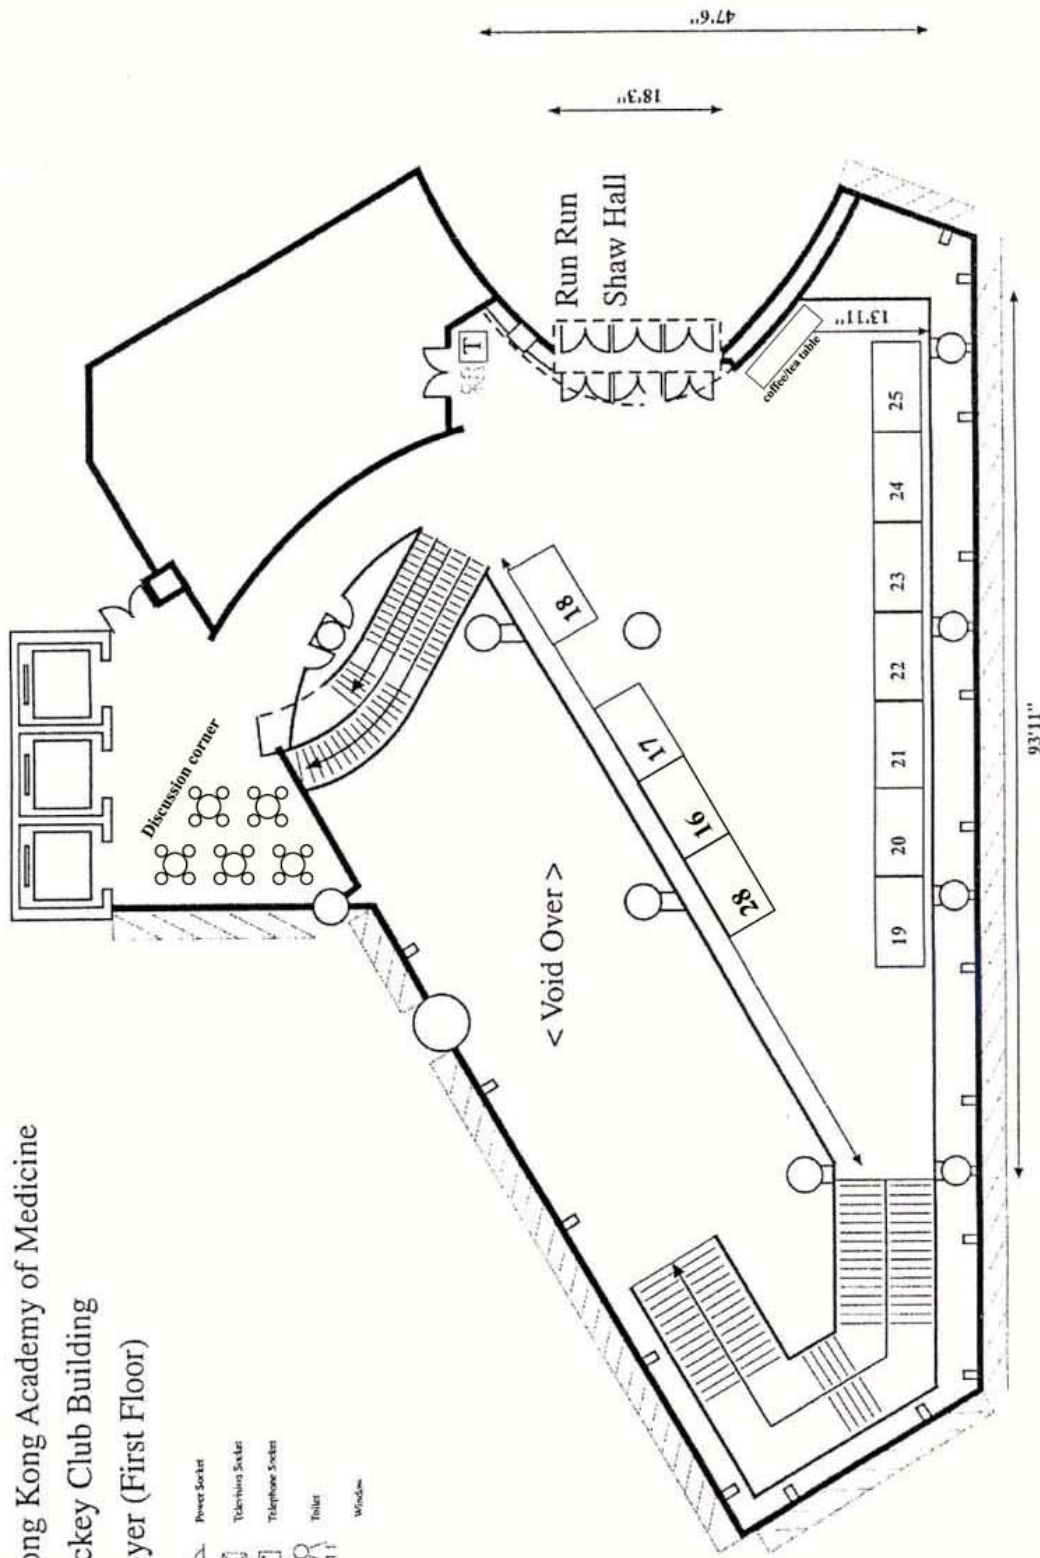 ong Kong Academy of Medicine
ckey Club Building
yer (First Floor)
Power Socket
Television Socket
Telephone Socket
Toilet
Window
Discussion corner
T
Run Run
Shaw Hall
18'3"
47'6"
coffee/tea table
13'11"
< Void Over >
18
17
16
28
19
20
21
22
23
24
25
93'11"